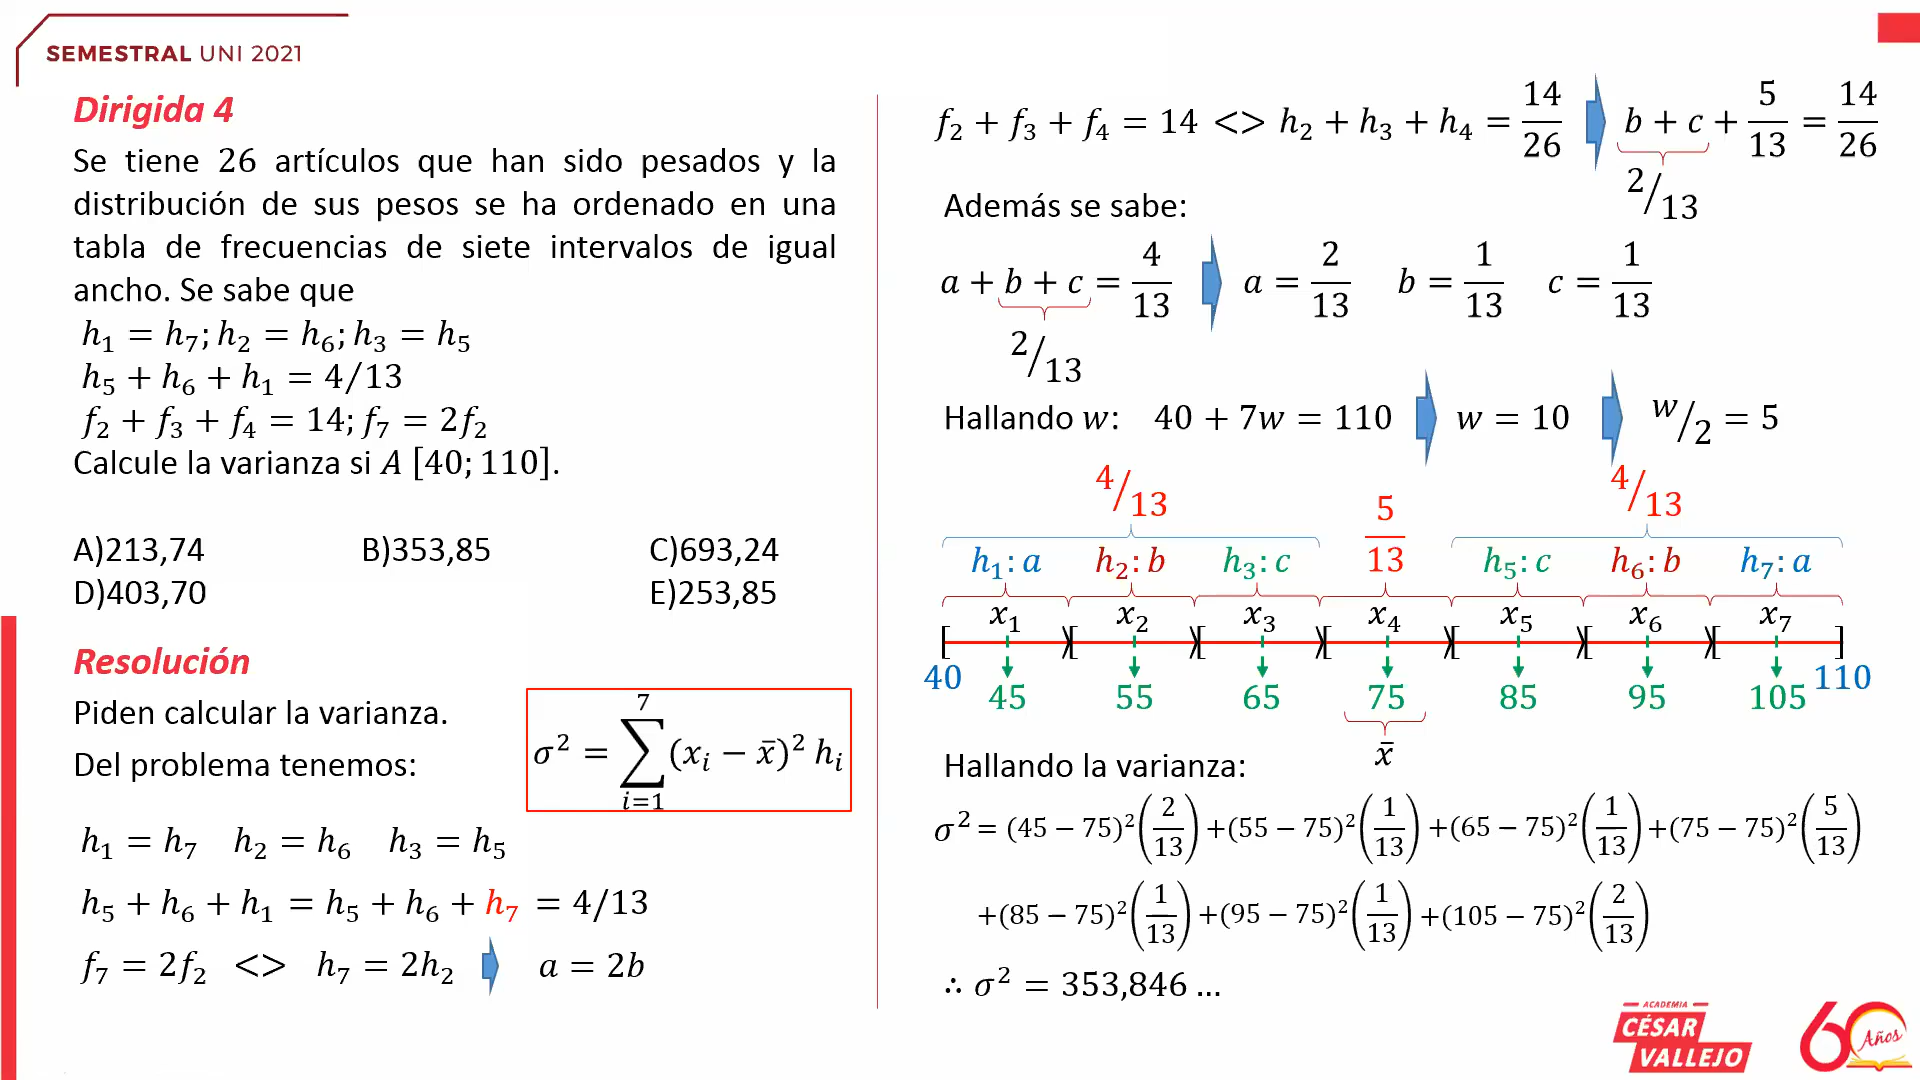 SEMESTRAL UNI 2021
Dirigida 4
Se tiene 26 artículos que han sido pesados y la
distribución de sus pesos se ha ordenado en una
tabla de frecuencias de siete intervalos de igual
ancho. Se sabe que
h₁ = h₇; h₂ = h₆; h₃ = h₅
h₅ + h₆ + h₁ = 4/13
f₂ + f₃ + f₄ = 14; f₇ = 2f₂
Calcule la varianza si A [40; 110].
A)213,74 B)353,85 C)693,24
D)403,70 E)253,85
Resolución
Piden calcular la varianza.
σ² = ∑_{i=1}^{7} (xᵢ − x̄)² hᵢ
Del problema tenemos:
h₁ = h₇ h₂ = h₆ h₃ = h₅
h₅ + h₆ + h₁ = h₅ + h₆ + h₇ = 4/13
f₇ = 2f₂ <> h₇ = 2h₂ a = 2b
f₂ + f₃ + f₄ = 14 <> h₂ + h₃ + h₄ = 14/26 b + c + 5/13 = 14/26
2/13
Además se sabe:
a + b + c = 4/13 a = 2/13 b = 1/13 c = 1/13
2/13
Hallando w: 40 + 7w = 110 w = 10 w/2 = 5
4/13 5/13 4/13
h₁: a h₂: b h₃: c h₅: c h₆: b h₇: a
x₁ x₂ x₃ x₄ x₅ x₆ x₇
40 45 55 65 75 85 95 105 110
x̄
Hallando la varianza:
σ² = (45 − 75)²(2/13) +(55 − 75)²(1/13) +(65 − 75)²(1/13) +(75 − 75)²(5/13)
+(85 − 75)²(1/13) +(95 − 75)²(1/13) +(105 − 75)²(2/13)
∴ σ² = 353,846 ...
ACADEMIA
CÉSAR
VALLEJO
60 Años